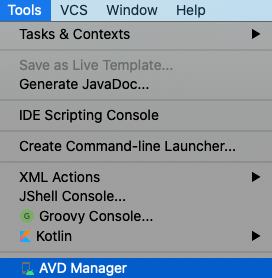 Tools VCS Window Help
Tasks & Contexts
Save as Live Template...
Generate JavaDoc...
IDE Scripting Console
Create Command-line Launcher...
XML Actions
JShell Console...
G Groovy Console...
Kotlin
AVD Manager